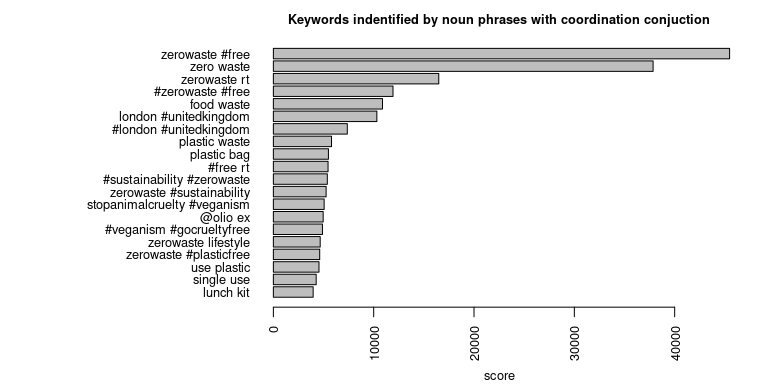 Keywords indentified by noun phrases with coordination conjuction
zerowaste #free
zero waste
zerowaste rt
#zerowaste #free
food waste
london #unitedkingdom
#london #unitedkingdom
plastic waste
plastic bag
#free rt
#sustainability #zerowaste
zerowaste #sustainability
stopanimalcruelty #veganism
@olio ex
#veganism #gocrueltyfree
zerowaste lifestyle
zerowaste #plasticfree
use plastic
single use
lunch kit
0
10000
20000
30000
40000
score